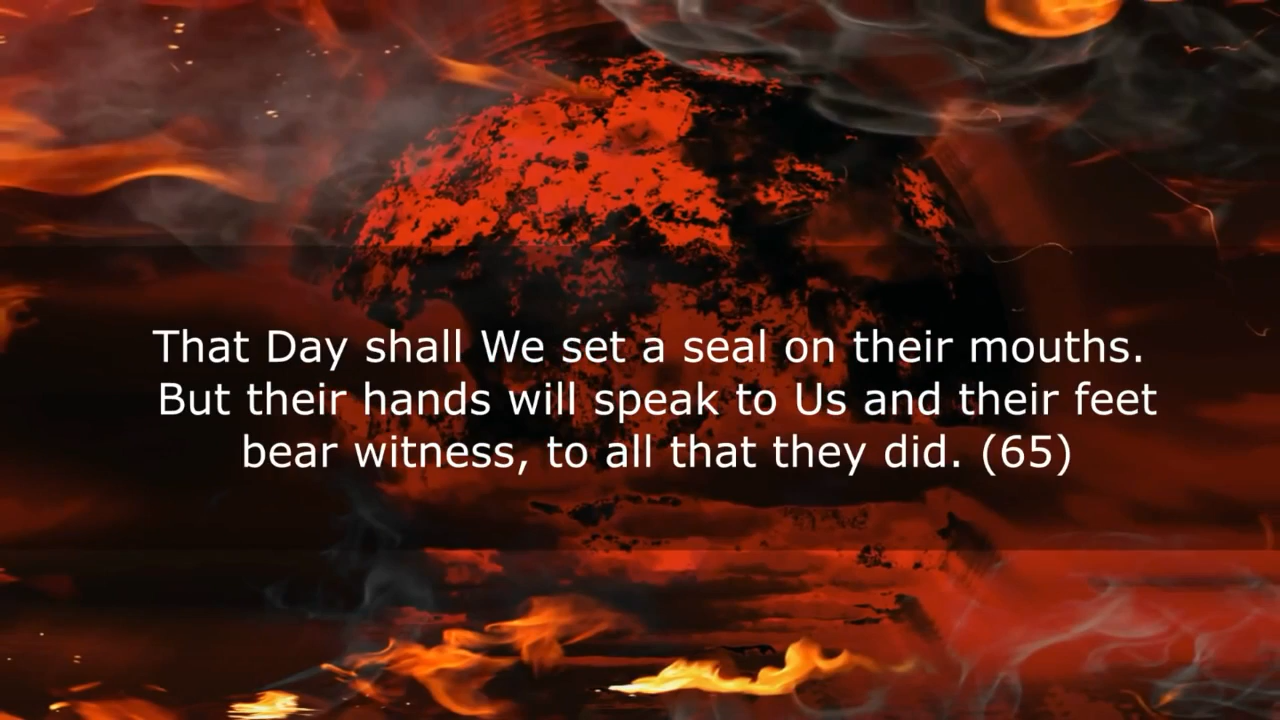 That Day shall We set a seal on their mouths.
But their hands will speak to Us and their feet
bear witness, to all that they did. (65)